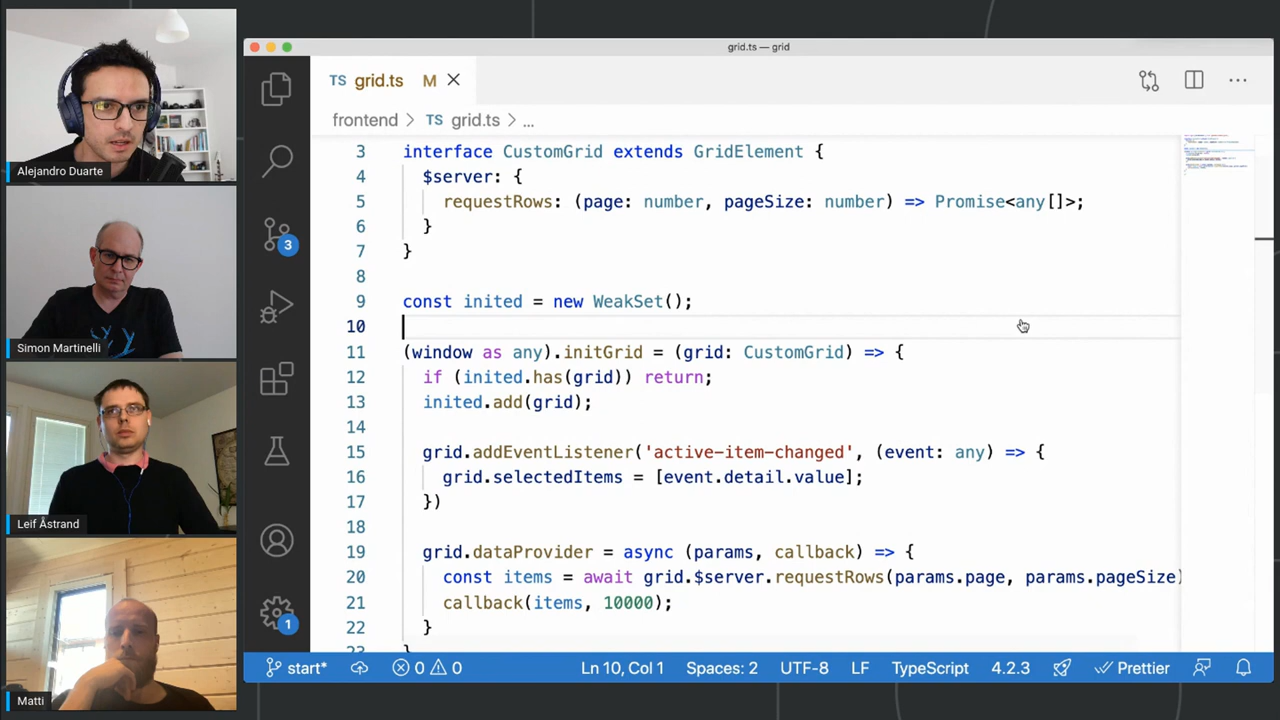 Alejandro Duarte
Simon Martinelli
Leif Åstrand
Matti
grid.ts — grid
TS grid.ts M
frontend > TS grid.ts > ...
3 interface CustomGrid extends GridElement {
4 $server: {
5 requestRows: (page: number, pageSize: number) => Promise<any[]>;
6 }
7 }
8
9 const inited = new WeakSet();
10
11 (window as any).initGrid = (grid: CustomGrid) => {
12 if (inited.has(grid)) return;
13 inited.add(grid);
14
15 grid.addEventListener('active-item-changed', (event: any) => {
16 grid.selectedItems = [event.detail.value];
17 })
18
19 grid.dataProvider = async (params, callback) => {
20 const items = await grid.$server.requestRows(params.page, params.pageSize)
21 callback(items, 10000);
22 }
3
1
start* 0 0 Ln 10, Col 1 Spaces: 2 UTF-8 LF TypeScript 4.2.3 Prettier